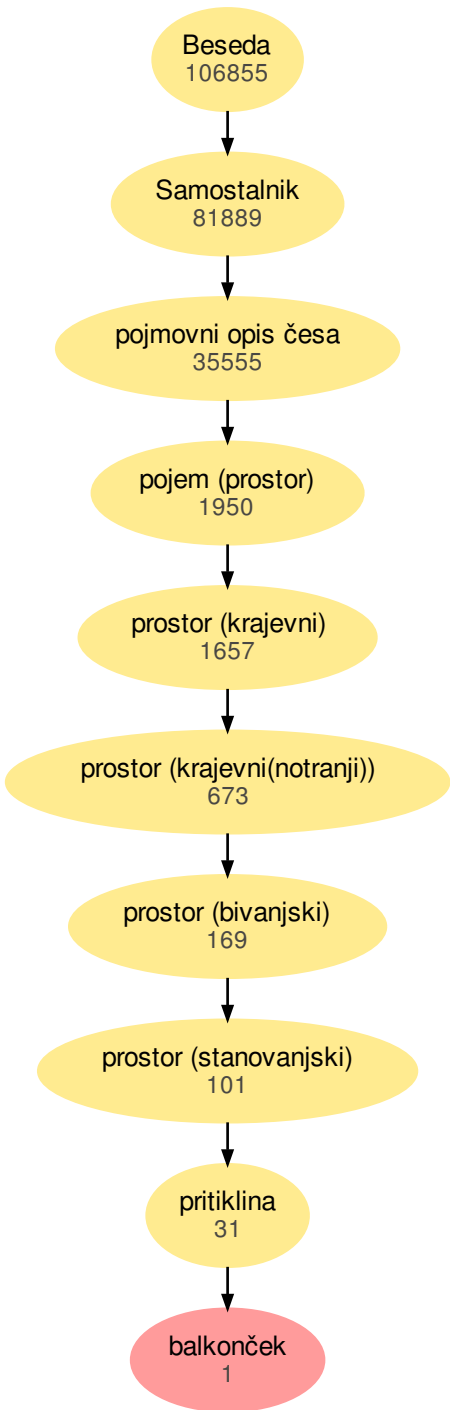 Beseda
106855
Samostalnik
81889
pojmovni opis česa
35555
pojem (prostor)
1950
prostor (krajevni)
1657
prostor (krajevni(notranji))
673
prostor (bivanjski)
169
prostor (stanovanjski)
101
pritiklina
31
balkonček
1